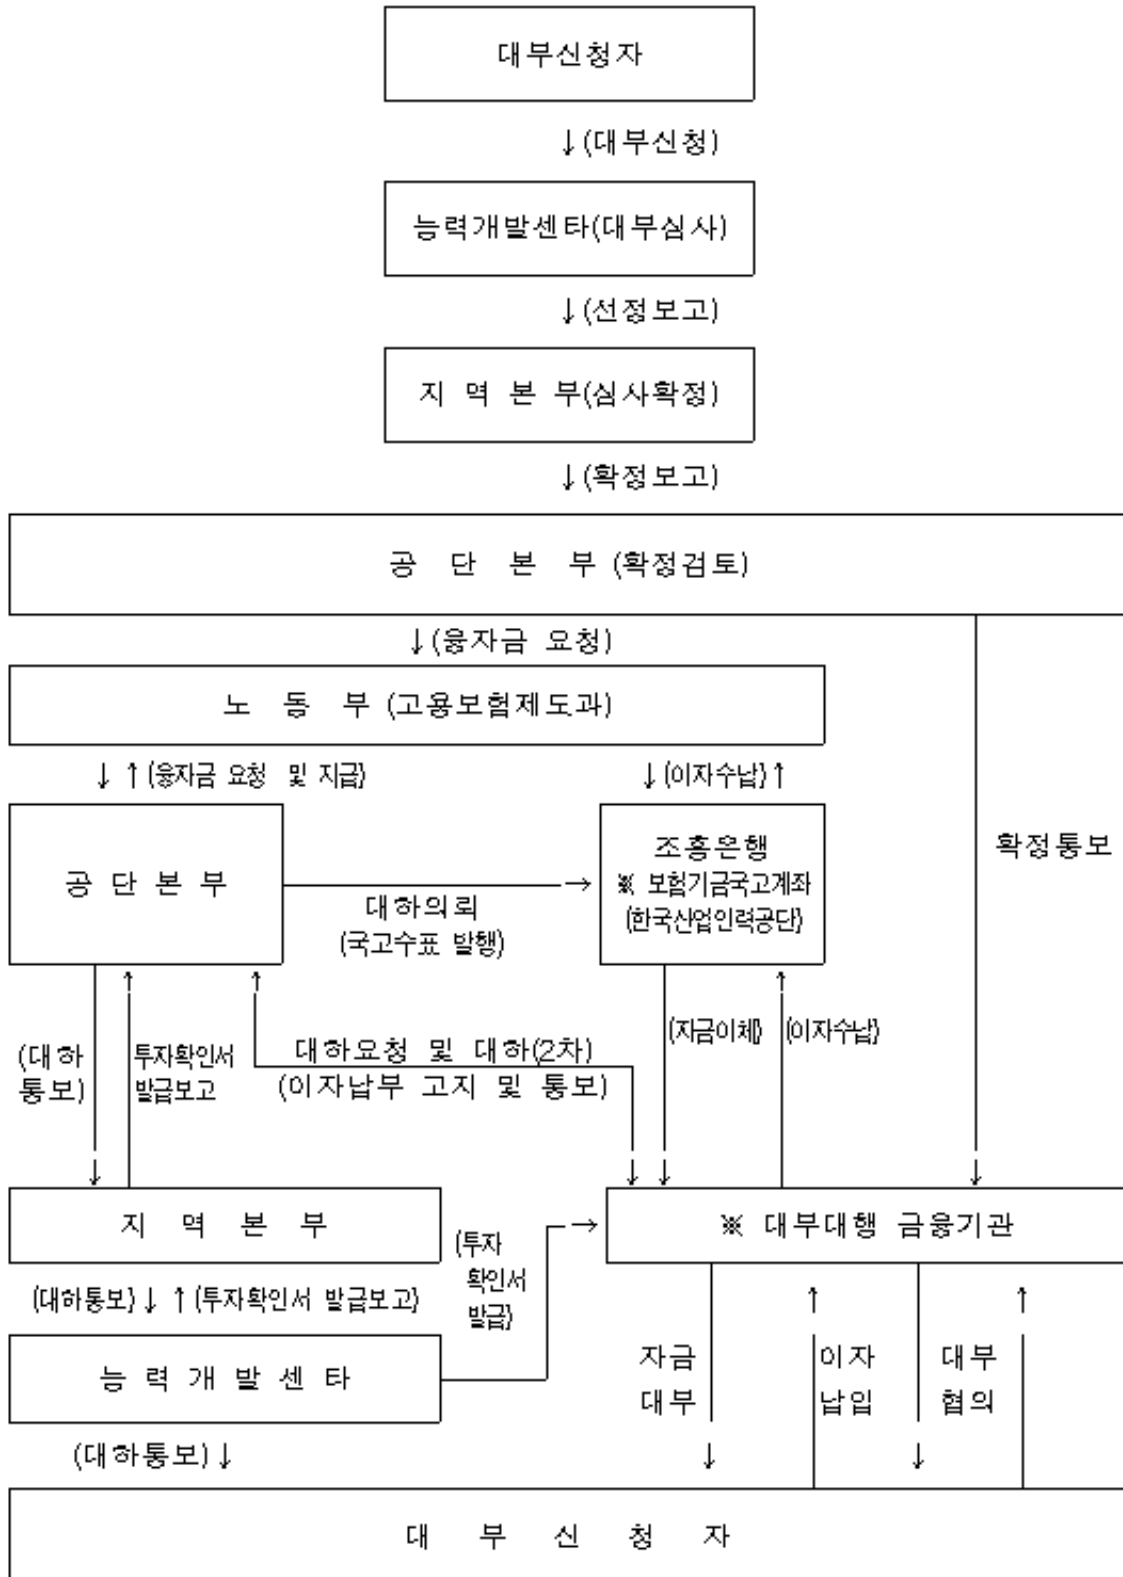 대부신청자
↓(대부신청)
능력개발센타(대부심사)
↓(선정보고)
지 역 본 부(심사확정)
↓(확정보고)
공 단 본 부 (확정검토)
↓(융자금 요청)
노 동 부 (고용보험제도과)
↓ ↑ (융자금 요청 및 지급)
↓ (이자수납) ↑
확정통보
공 단 본 부
→
대하의뢰
(국고수표 발행)
조흥은행
※ 보험기금국고계좌
(한국산업인력공단)
(대하
통보)
투자확인서
발급보고
대하요청 및 대하(2차)
(이자납부 고지 및 통보)
(자금이체)
(이자수납)
지 역 본 부
(투자
확인서
발급)
※ 대부대행 금융기관
(대하통보) ↓ ↑ (투자확인서 발급보고)
능 력 개 발 센 타
자금
대부
이자
납입
대부
협의
(대하통보) ↓
대 부 신 청 자